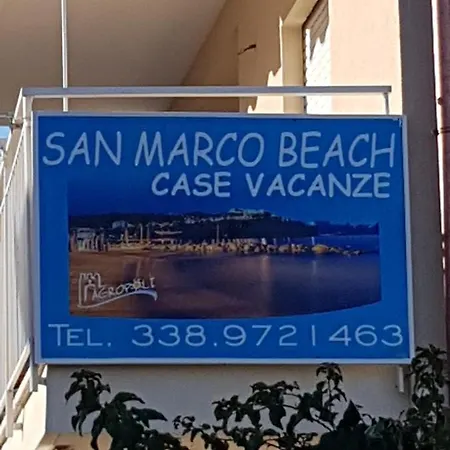 SAN MARCO BEACH
CASE VACANZE
AGROPOLI
TEL. 338.9721463